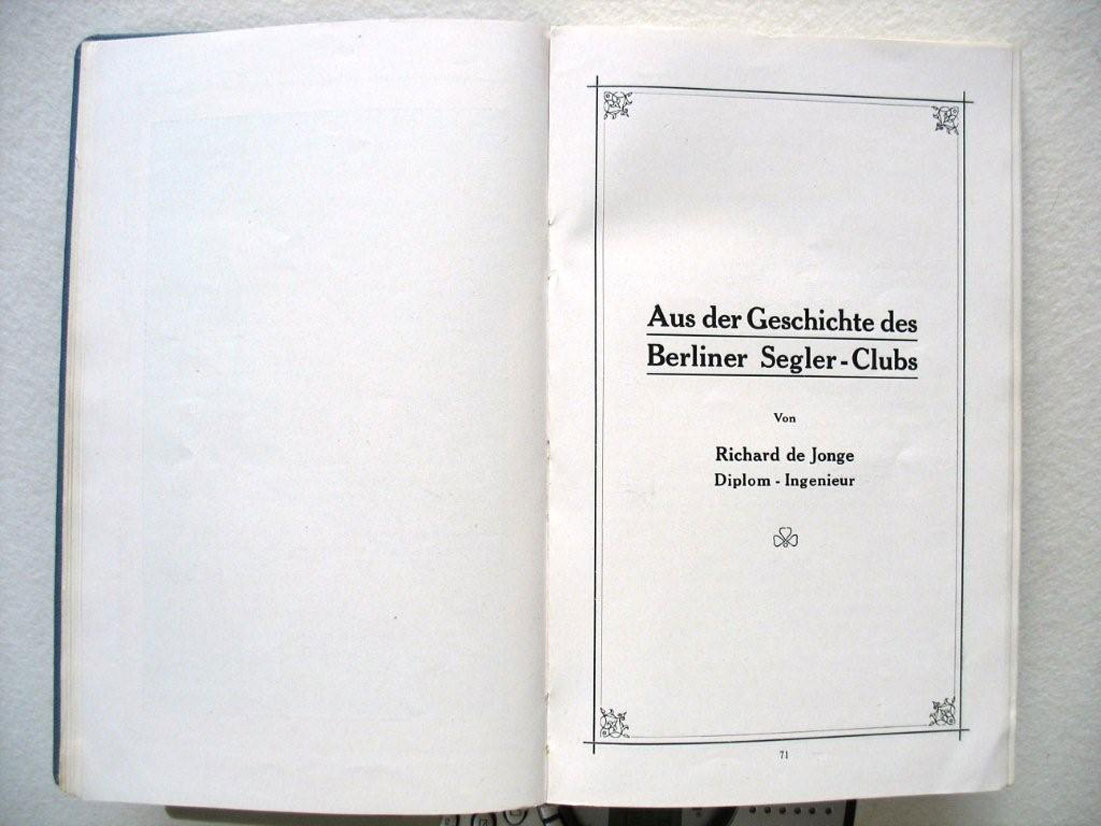 Aus der Geschichte des
Berliner Segler-Clubs
Von
Richard de Jonge
Diplom - Ingenieur
71